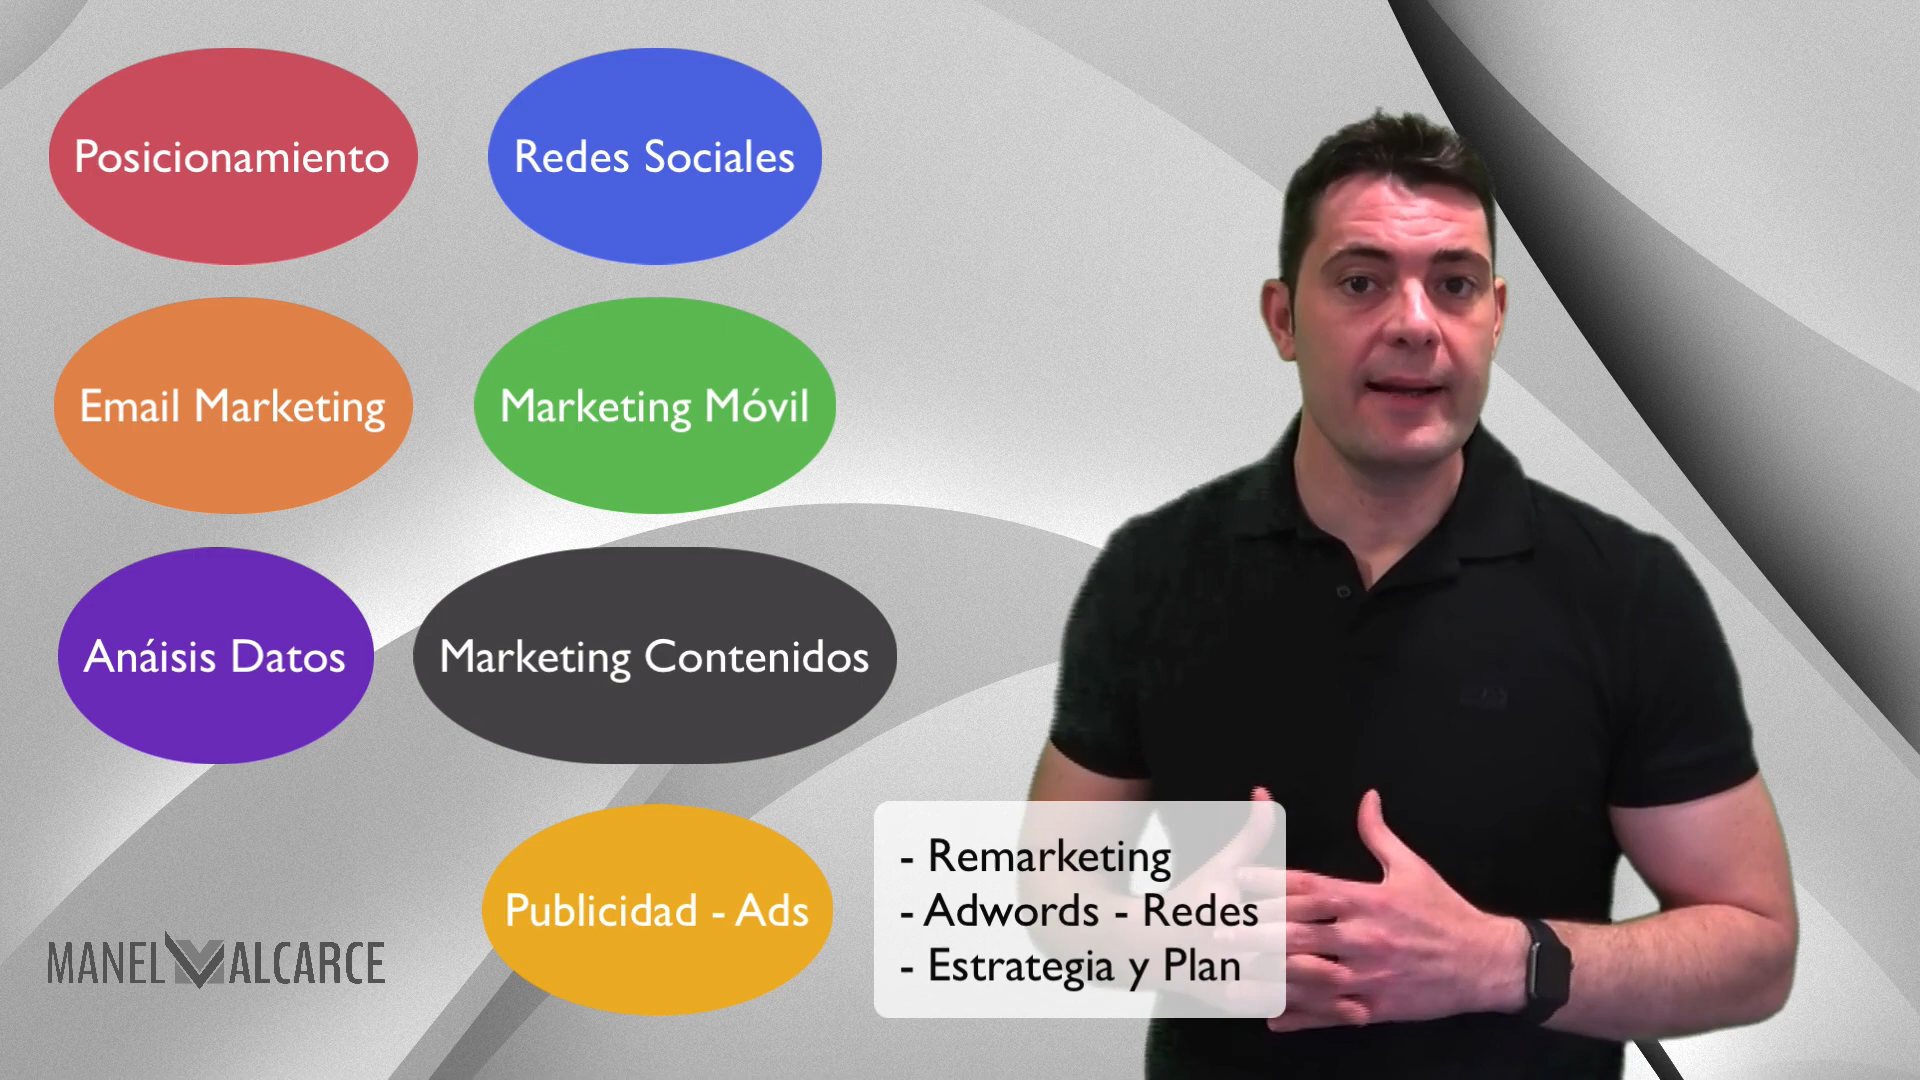 Posicionamiento
Redes Sociales
Email Marketing
Marketing Móvil
Anáisis Datos
Marketing Contenidos
Publicidad - Ads
- Remarketing
- Adwords - Redes
- Estrategia y Plan
MANEL VALCARCE